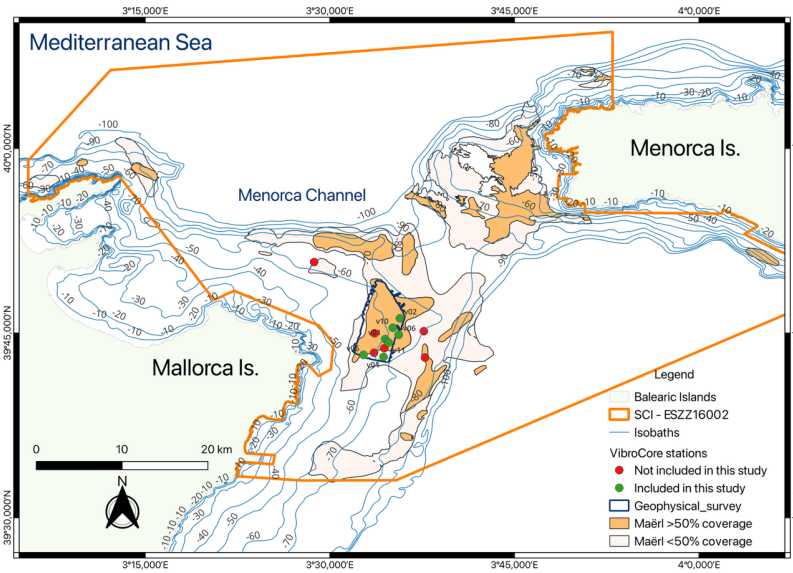 3°15,000'E 3°30,000'E 3°45,000'E 4°0,000'E
Mediterranean Sea
40°0,000'N
39°45,000'N
39°30,000'N
Menorca Is.
Menorca Channel
Mallorca Is.
-100
-90
-80
-70
-60
-50
-40
-30
-20
-10
v02
v10
v06
v11
v04
0 10 20 km
N
Legend
Balearic Islands
SCI - ESZZ16002
Isobaths
VibroCore stations
Not included in this study
Included in this study
Geophysical_survey
Maërl >50% coverage
Maërl <50% coverage